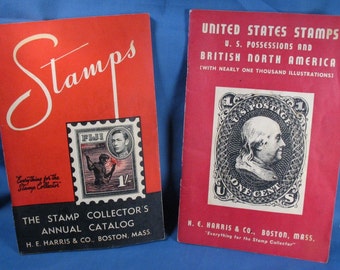 Stamps
FIJI
1/-
"Everything for the
Stamp Collector"
THE STAMP COLLECTOR'S
ANNUAL CATALOG
H. E. HARRIS & CO., BOSTON, MASS
UNITED STATES STAMPS
U. S. POSSESSIONS AND
BRITISH NORTH AMERICA
(WITH NEARLY ONE THOUSAND ILLUSTRATIONS)
1 U.S. POSTAGE 1
U ONE CENT. S
H. E. HARRIS & CO., BOSTON, MASS.
"Everything for the Stamp Collector"